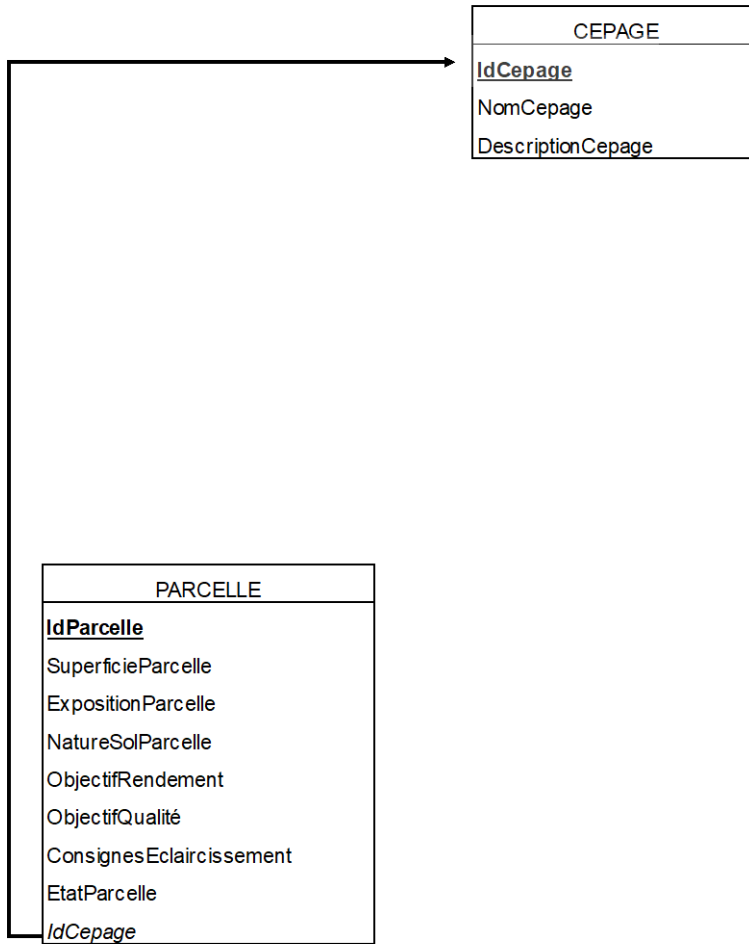 CEPAGE
IdCepage
NomCepage
DescriptionCepage
PARCELLE
IdParcelle
SuperficieParcelle
ExpositionParcelle
NatureSolParcelle
ObjectifRendement
ObjectifQualité
ConsignesEclaircissement
EtatParcelle
IdCepage